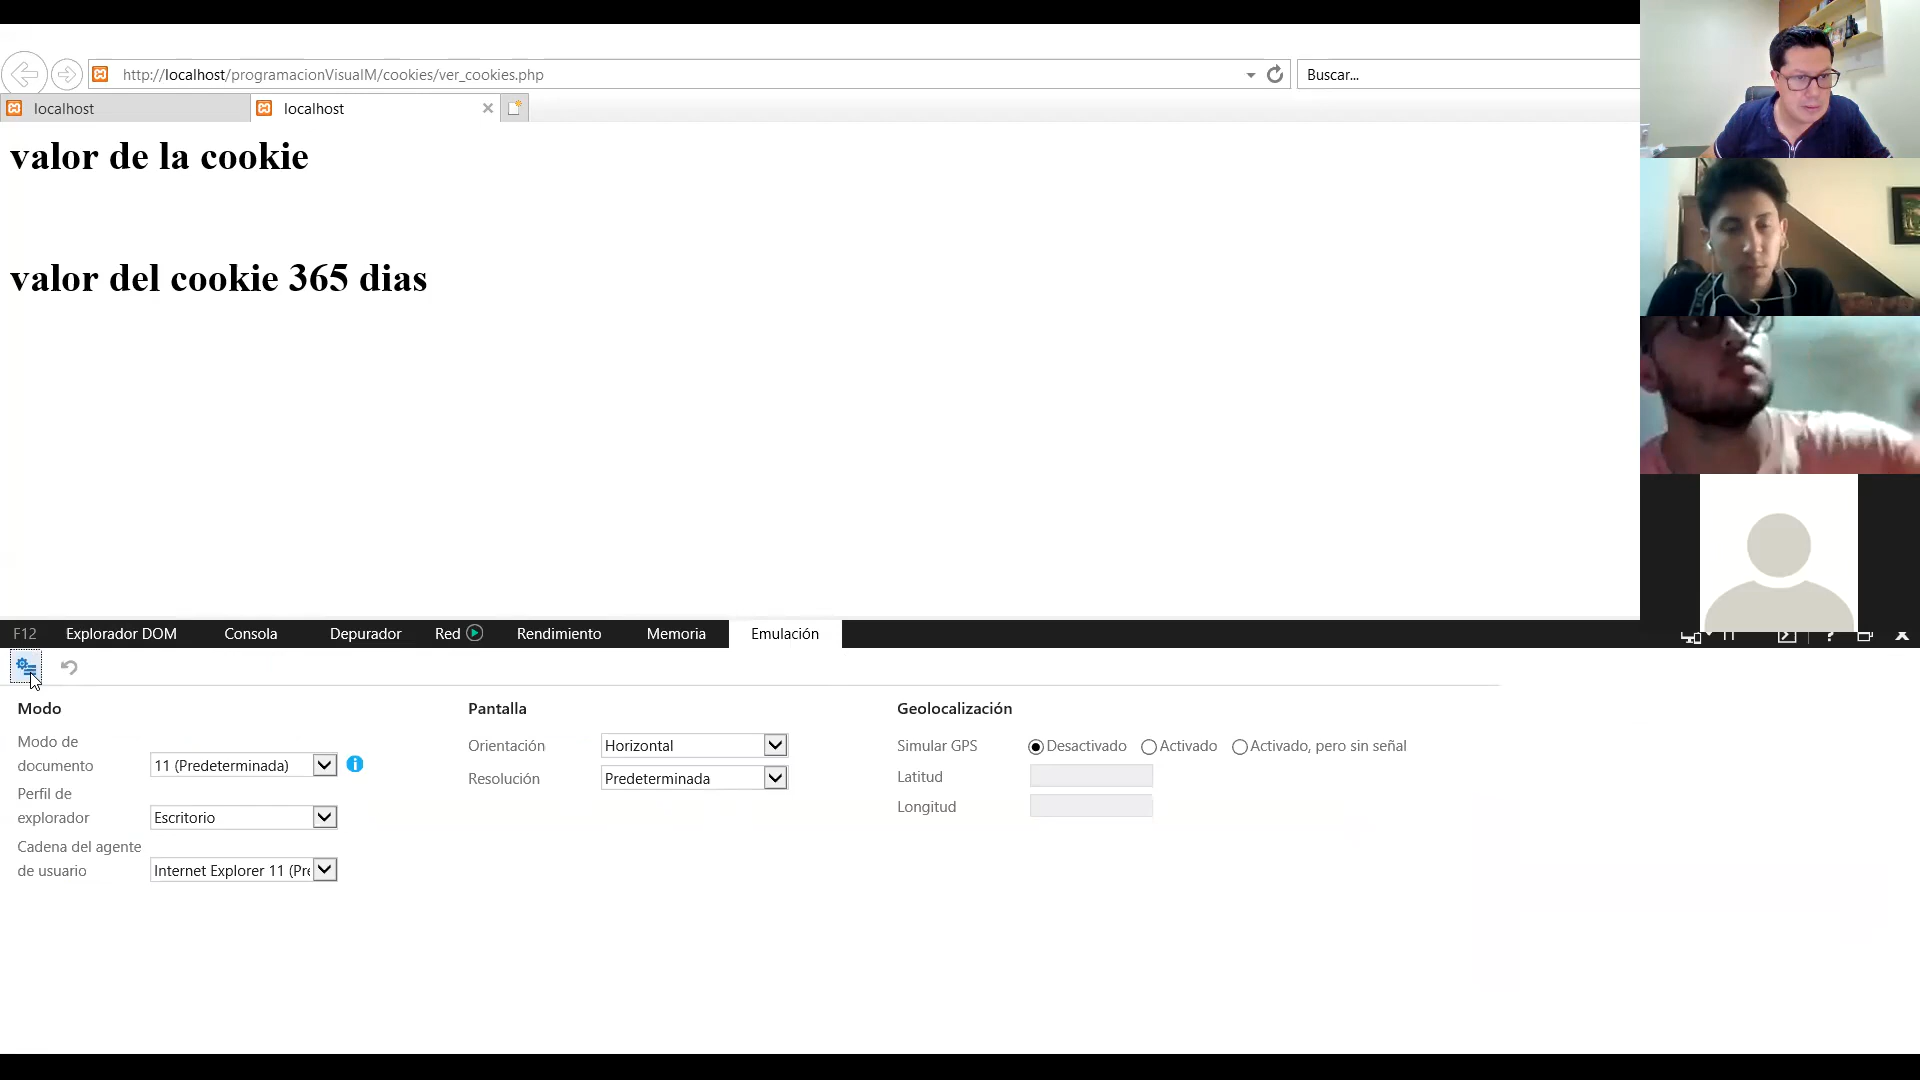 http://localhost/programacionVisualM/cookies/ver_cookies.php
Buscar...
localhost
localhost
valor de la cookie
valor del cookie 365 dias
F12 Explorador DOM Consola Depurador Red Rendimiento Memoria Emulación
Modo
Modo de documento
11 (Predeterminada)
Perfil de explorador
Escritorio
Cadena del agente de usuario
Internet Explorer 11 (Pre
Pantalla
Orientación
Horizontal
Resolución
Predeterminada
Geolocalización
Simular GPS
Desactivado
Activado
Activado, pero sin señal
Latitud
Longitud